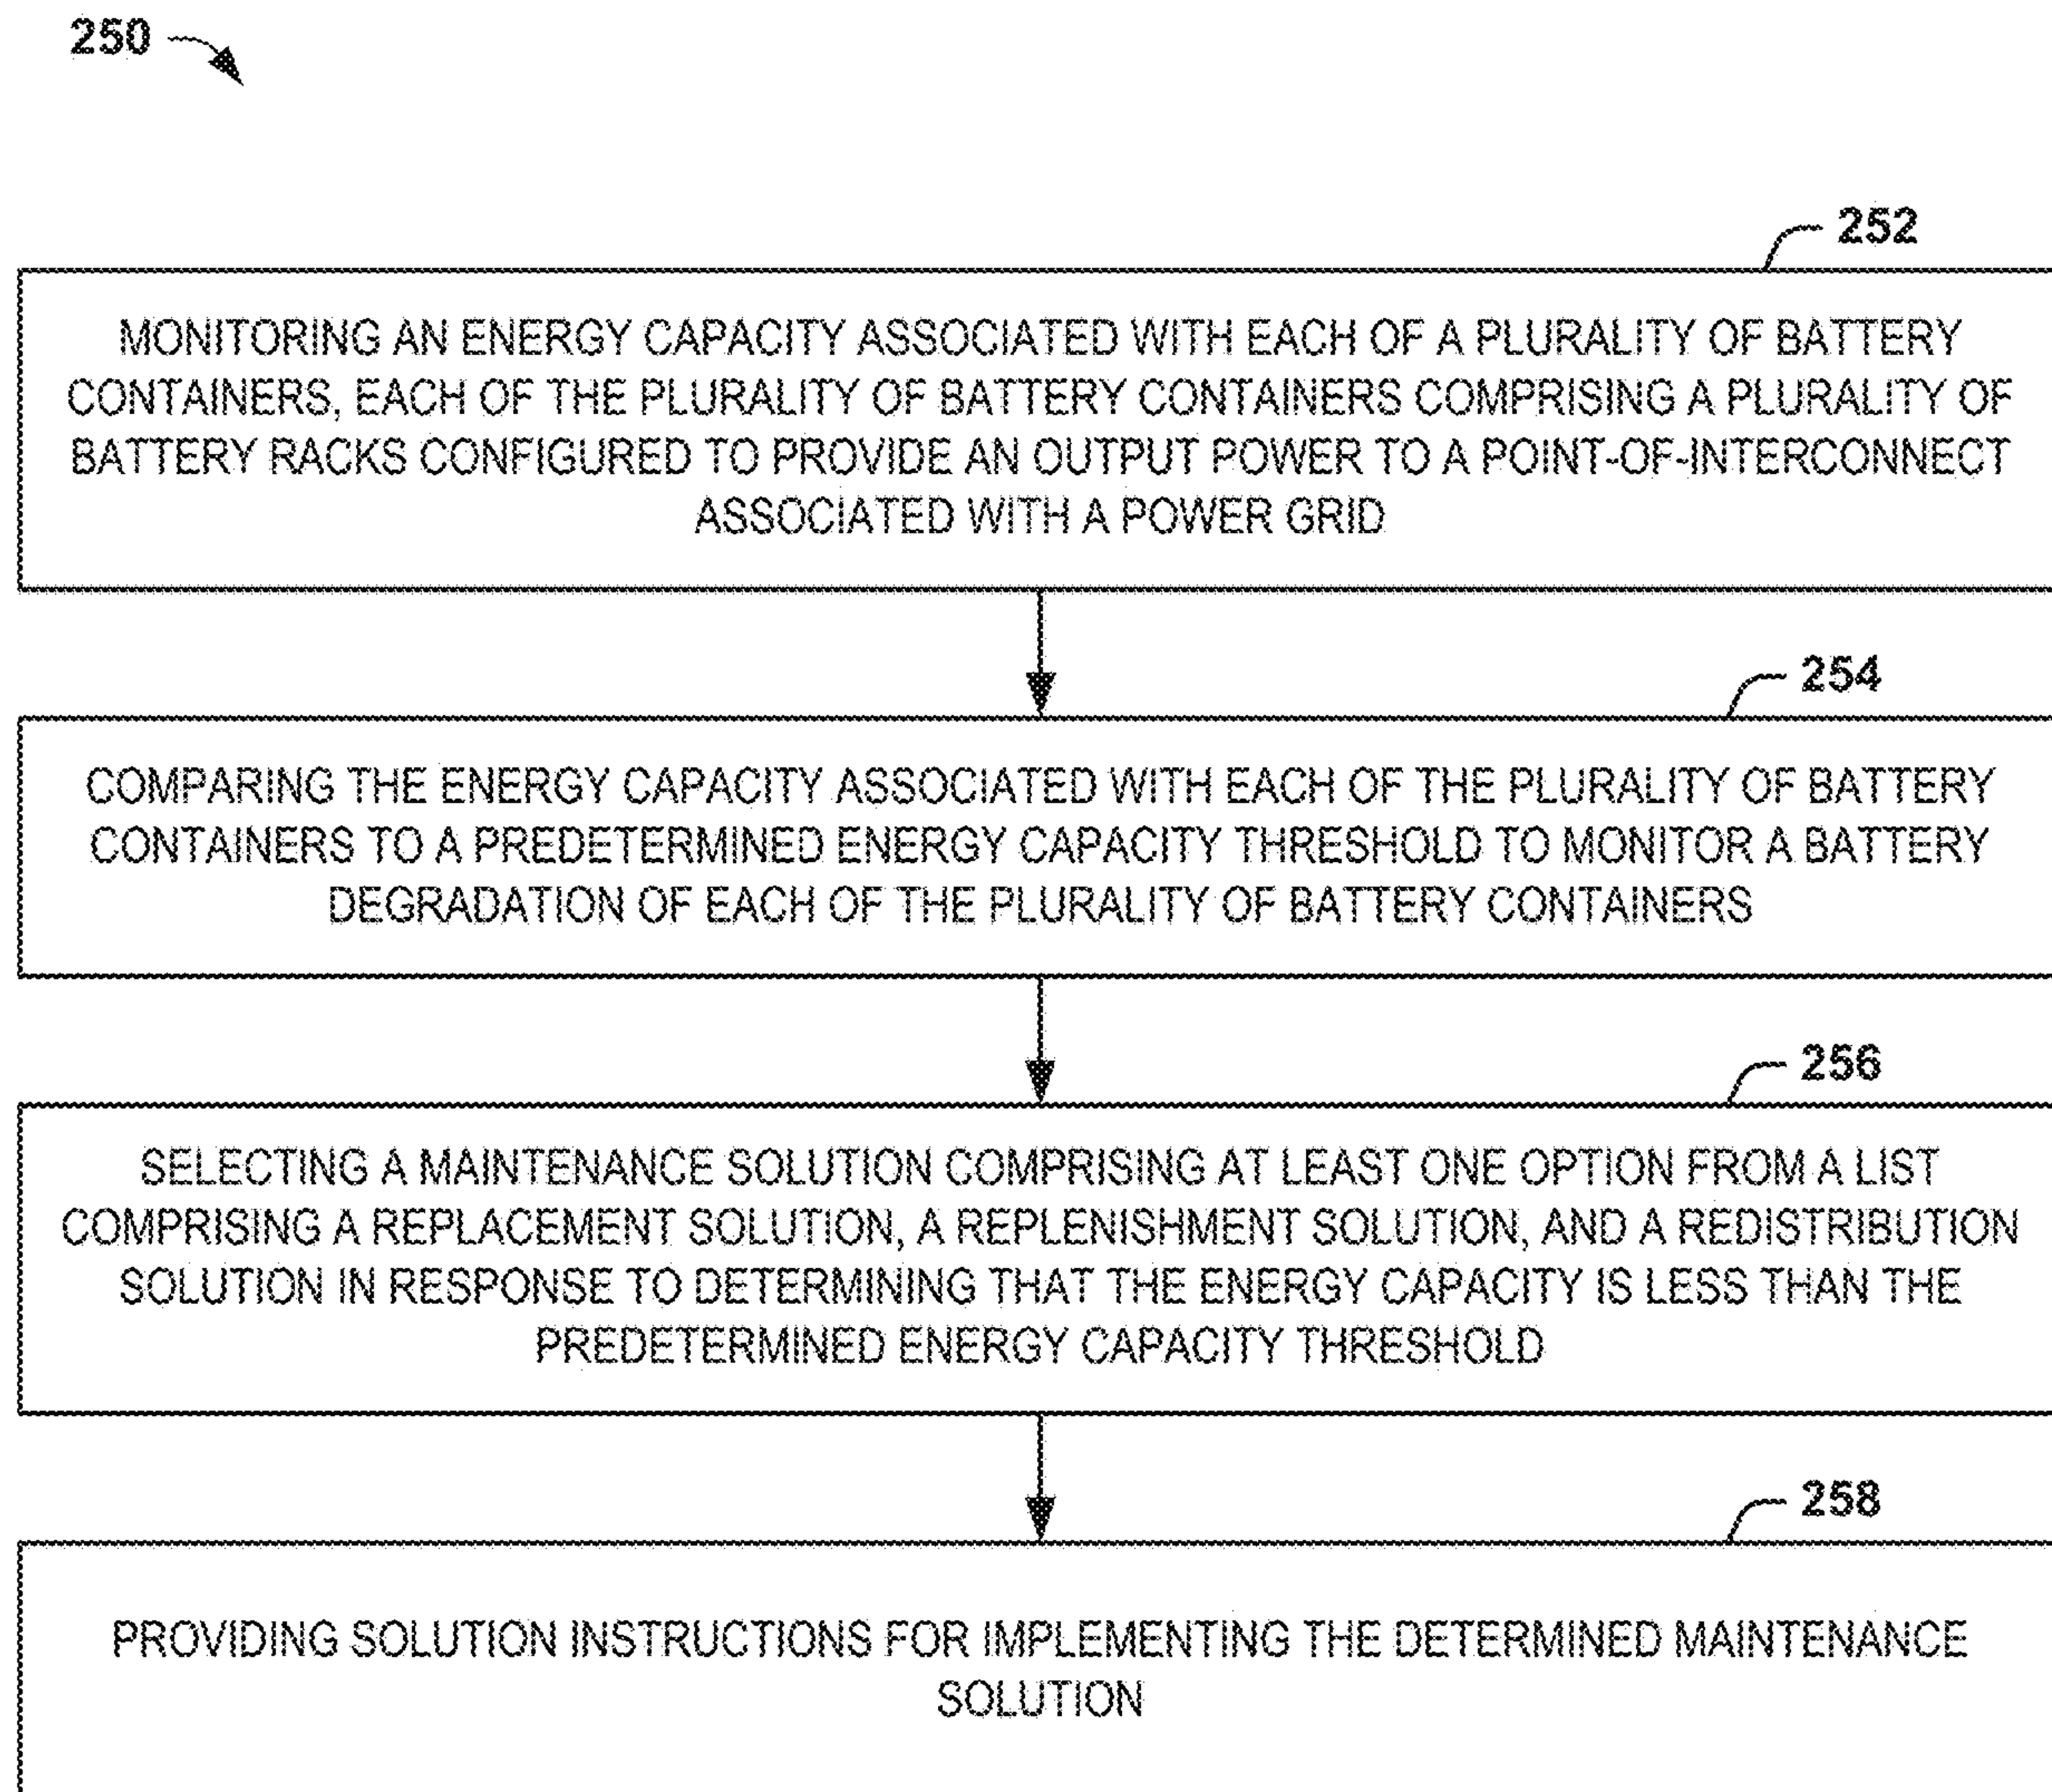 250
252
MONITORING AN ENERGY CAPACITY ASSOCIATED WITH EACH OF A PLURALITY OF BATTERY
CONTAINERS, EACH OF THE PLURALITY OF BATTERY CONTAINERS COMPRISING A PLURALITY OF
BATTERY RACKS CONFIGURED TO PROVIDE AN OUTPUT POWER TO A POINT-OF-INTERCONNECT
ASSOCIATED WITH A POWER GRID
254
COMPARING THE ENERGY CAPACITY ASSOCIATED WITH EACH OF THE PLURALITY OF BATTERY
CONTAINERS TO A PREDETERMINED ENERGY CAPACITY THRESHOLD TO MONITOR A BATTERY
DEGRADATION OF EACH OF THE PLURALITY OF BATTERY CONTAINERS
256
SELECTING A MAINTENANCE SOLUTION COMPRISING AT LEAST ONE OPTION FROM A LIST
COMPRISING A REPLACEMENT SOLUTION, A REPLENISHMENT SOLUTION, AND A REDISTRIBUTION
SOLUTION IN RESPONSE TO DETERMINING THAT THE ENERGY CAPACITY IS LESS THAN THE
PREDETERMINED ENERGY CAPACITY THRESHOLD
258
PROVIDING SOLUTION INSTRUCTIONS FOR IMPLEMENTING THE DETERMINED MAINTENANCE
SOLUTION